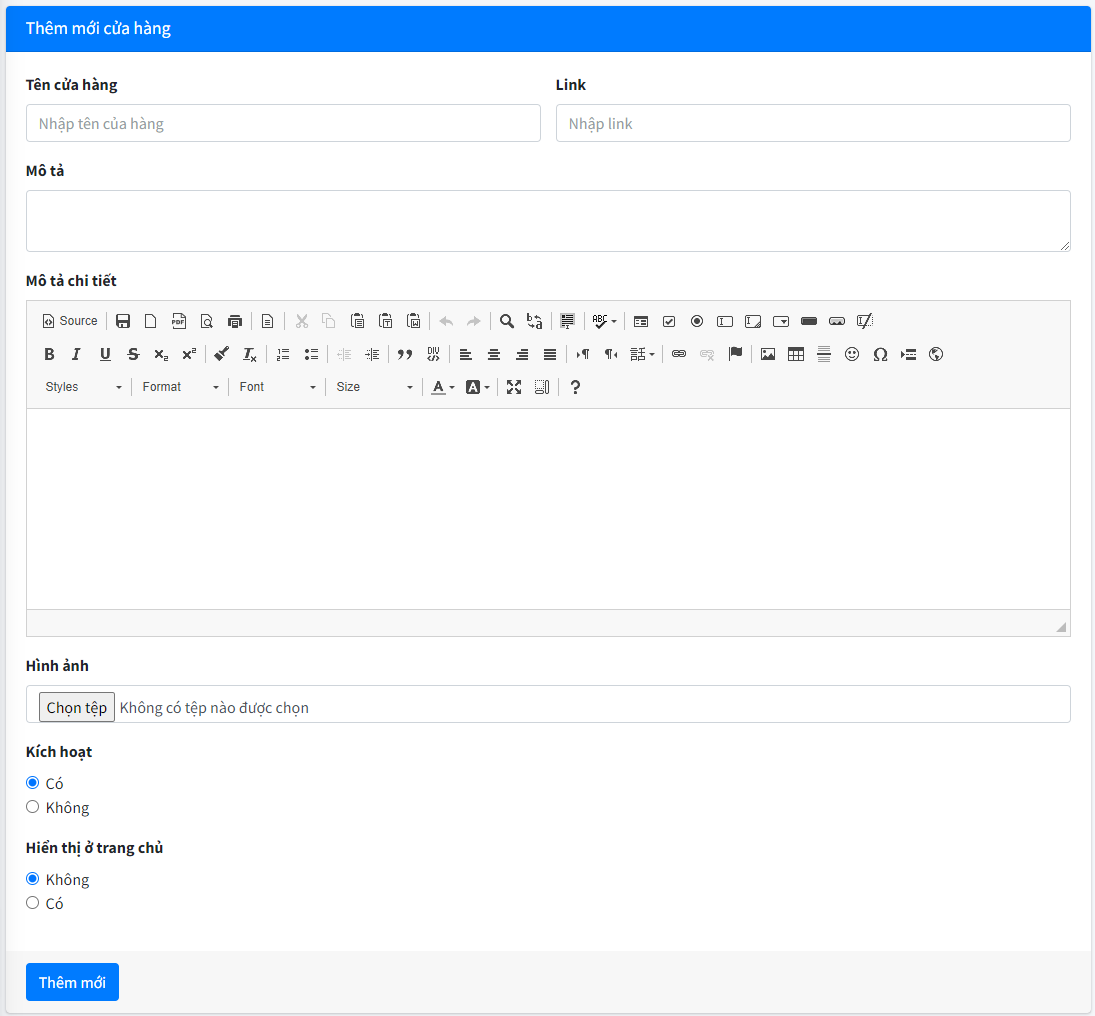 Thêm mới cửa hàng
Tên cửa hàng
Link
Nhập tên của hàng
Nhập link
Mô tả
Mô tả chi tiết
Source
Styles Format Font Size
Hình ảnh
Chọn tệp Không có tệp nào được chọn
Kích hoạt
Có
Không
Hiển thị ở trang chủ
Không
Có
Thêm mới